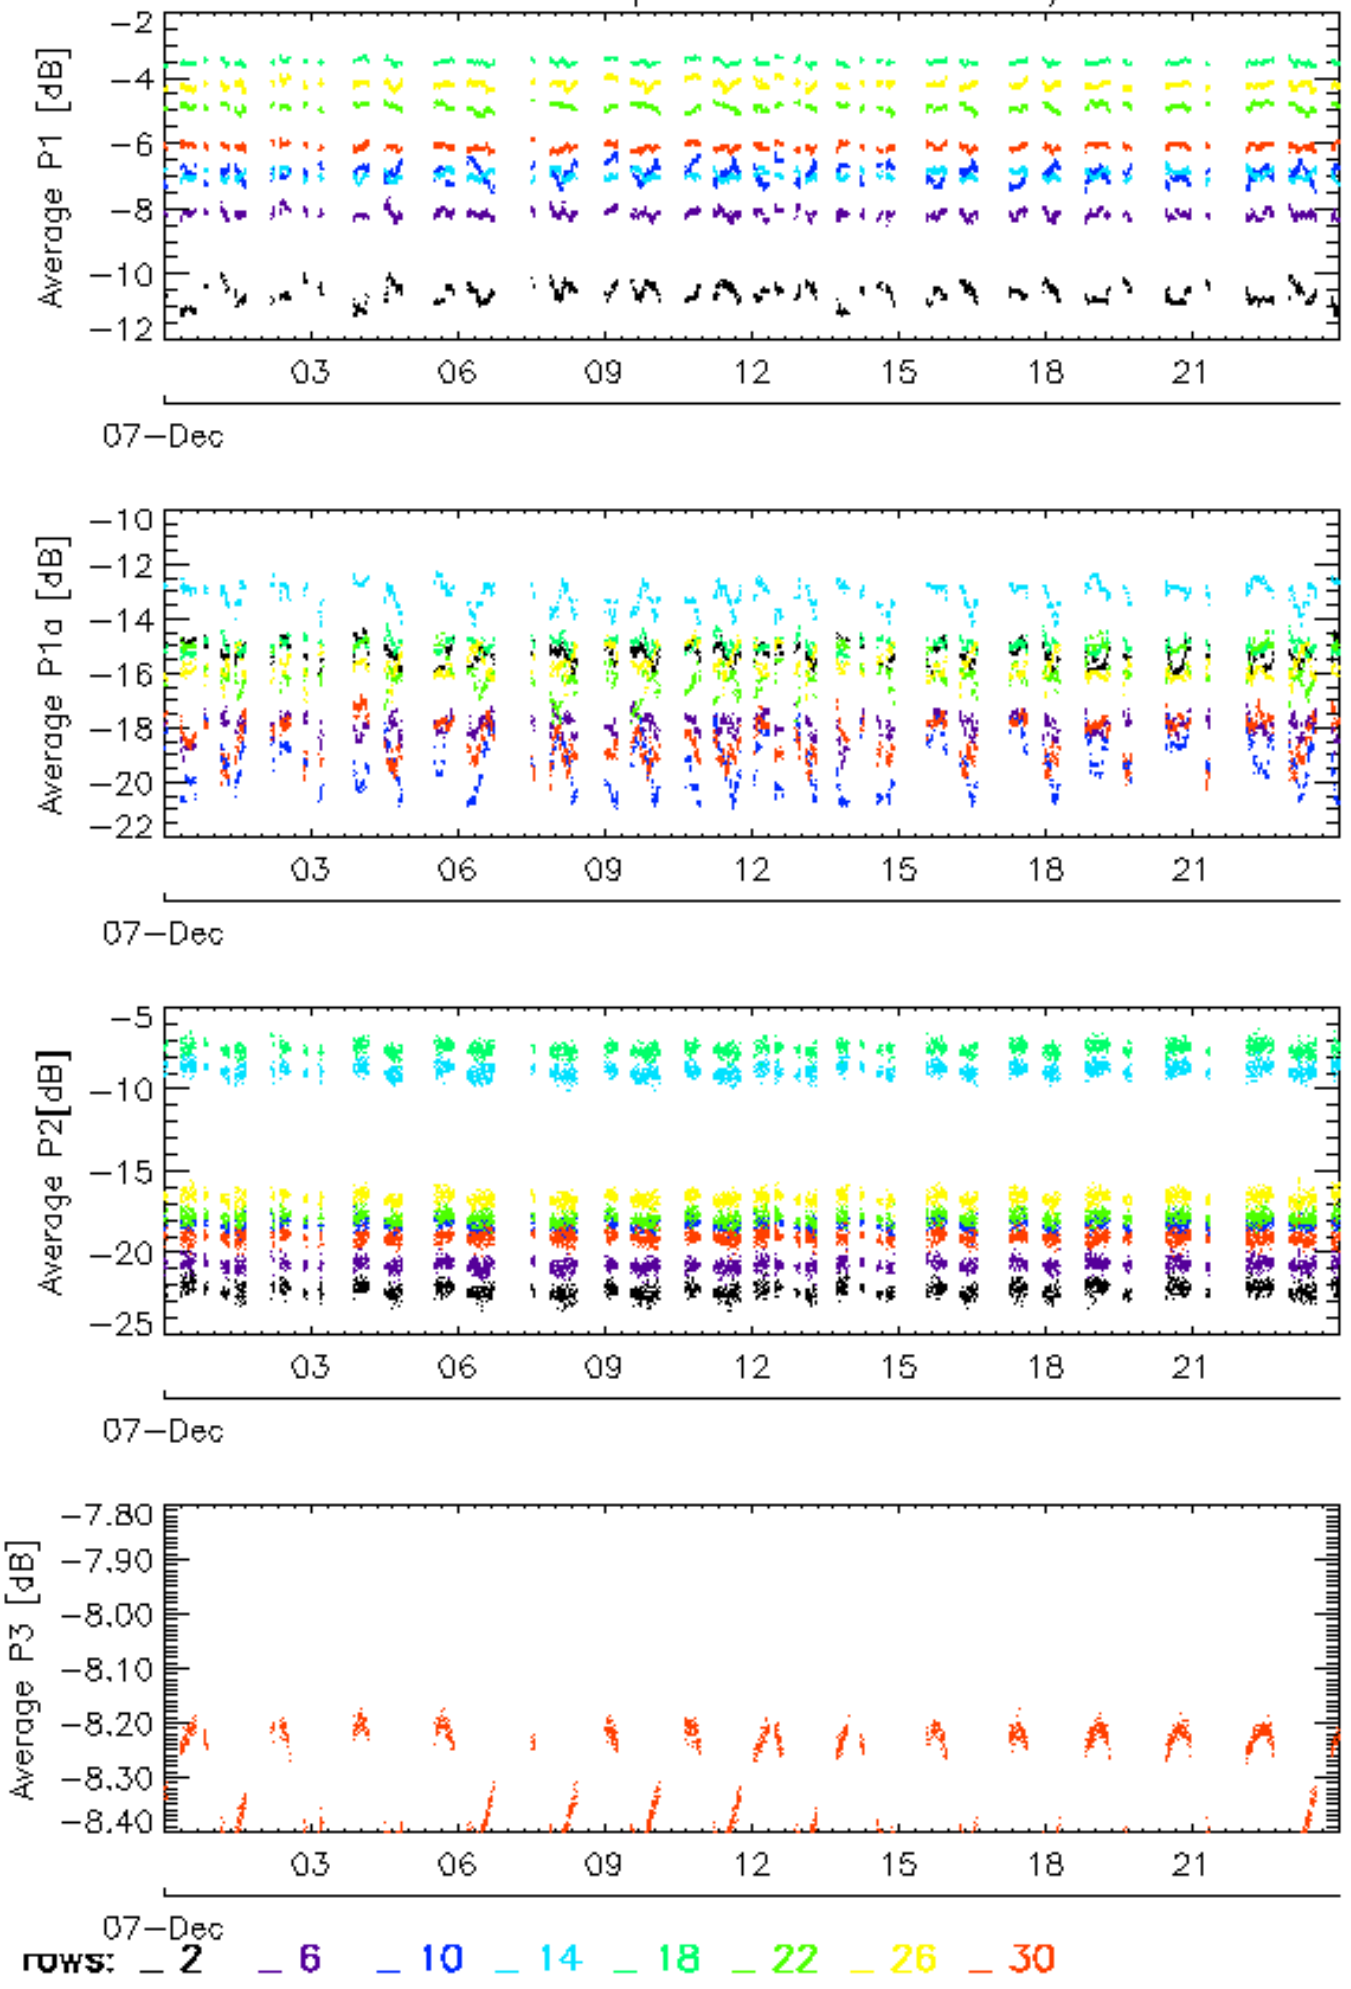 Average P1 [dB]
-2
-4
-6
-8
-10
-12
03 06 09 12 15 18 21
07-Dec
Average P1a [dB]
-10
-12
-14
-16
-18
-20
-22
03 06 09 12 15 18 21
07-Dec
Average P2[dB]
-5
-10
-15
-20
-25
03 06 09 12 15 18 21
07-Dec
Average P3 [dB]
-7.80
-7.90
-8.00
-8.10
-8.20
-8.30
-8.40
03 06 09 12 15 18 21
07-Dec
rows: _ 2 _ 6 _ 10 _ 14 _ 18 _ 22 _ 26 _ 30